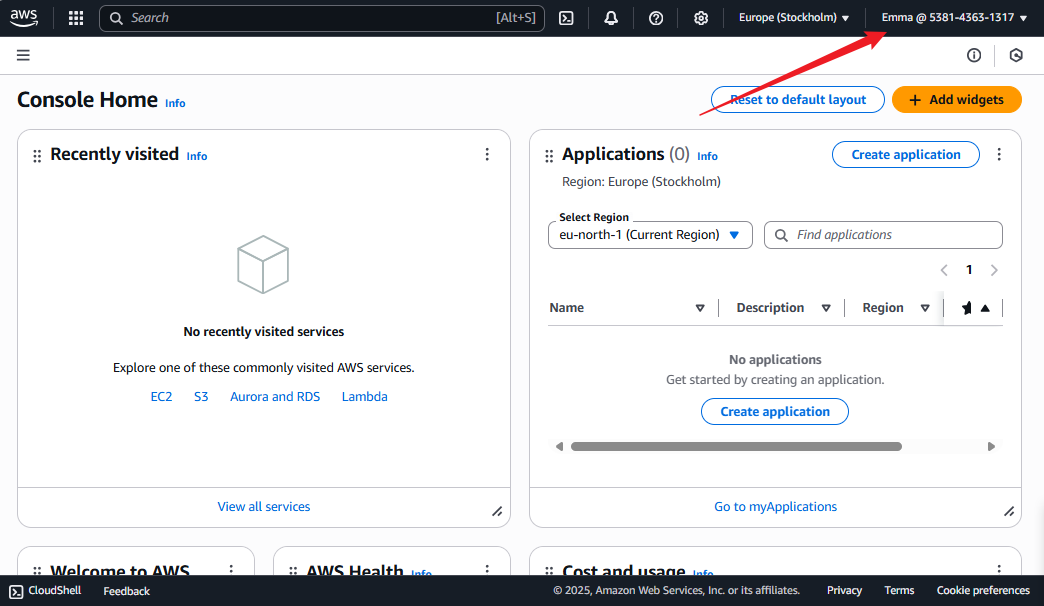 aws
Search [Alt+S]
Europe (Stockholm)
Emma @ 5381-4363-1317
Console Home Info
Reset to default layout
Add widgets
Recently visited Info
No recently visited services
Explore one of these commonly visited AWS services.
EC2 S3 Aurora and RDS Lambda
View all services
Applications (0) Info
Create application
Region: Europe (Stockholm)
Select Region
eu-north-1 (Current Region)
Find applications
1
Name Description Region
No applications
Get started by creating an application.
Create application
Go to myApplications
Welcome to AWS
AWS Health Info
Cost and usage Info
CloudShell Feedback © 2025, Amazon Web Services, Inc. or its affiliates. Privacy Terms Cookie preferences